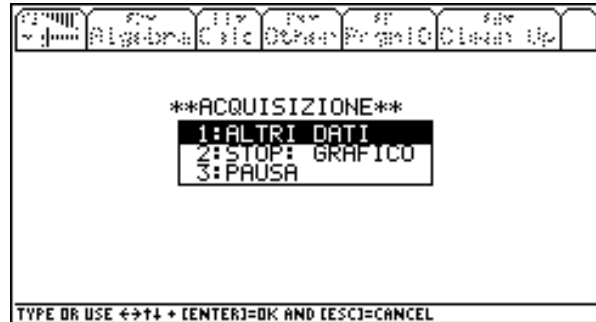 Algebra Calc Other PrgmIO Clean Up
**ACQUISIZIONE**
1:ALTRI DATI
2:STOP: GRAFICO
3:PAUSA
TYPE OR USE ←→↑↓ + [ENTER]=OK AND [ESC]=CANCEL